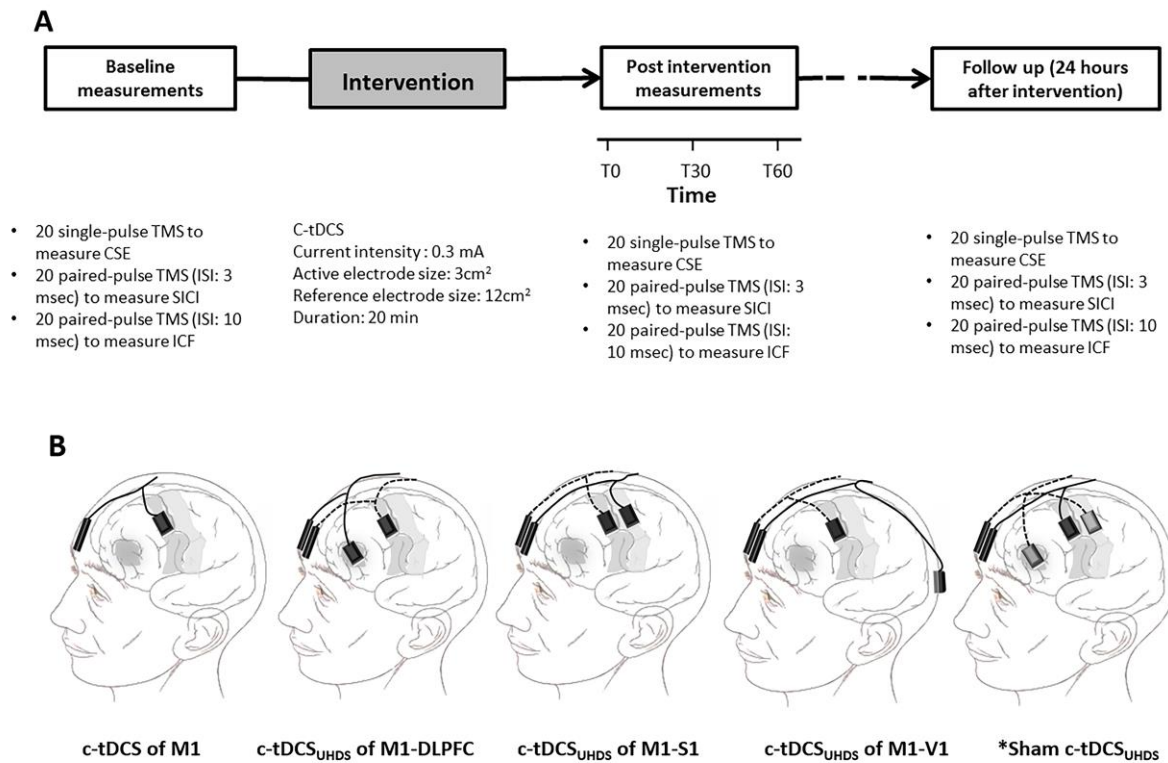 A
Baseline
measurements
Intervention
Post intervention
measurements
Follow up (24 hours
after intervention)
T0 T30 T60
Time
• 20 single-pulse TMS to
measure CSE
• 20 paired-pulse TMS (ISI: 3
msec) to measure SICI
• 20 paired-pulse TMS (ISI: 10
msec) to measure ICF
C-tDCS
Current intensity : 0.3 mA
Active electrode size: 3cm²
Reference electrode size: 12cm²
Duration: 20 min
• 20 single-pulse TMS to
measure CSE
• 20 paired-pulse TMS (ISI: 3
msec) to measure SICI
• 20 paired-pulse TMS (ISI:
10 msec) to measure ICF
• 20 single-pulse TMS to
measure CSE
• 20 paired-pulse TMS (ISI: 3
msec) to measure SICI
• 20 paired-pulse TMS (ISI: 10
msec) to measure ICF
B
c-tDCS of M1
c-tDCS_UHDS of M1-DLPFC
c-tDCS_UHDS of M1-S1
c-tDCS_UHDS of M1-V1
*Sham c-tDCS_UHDS